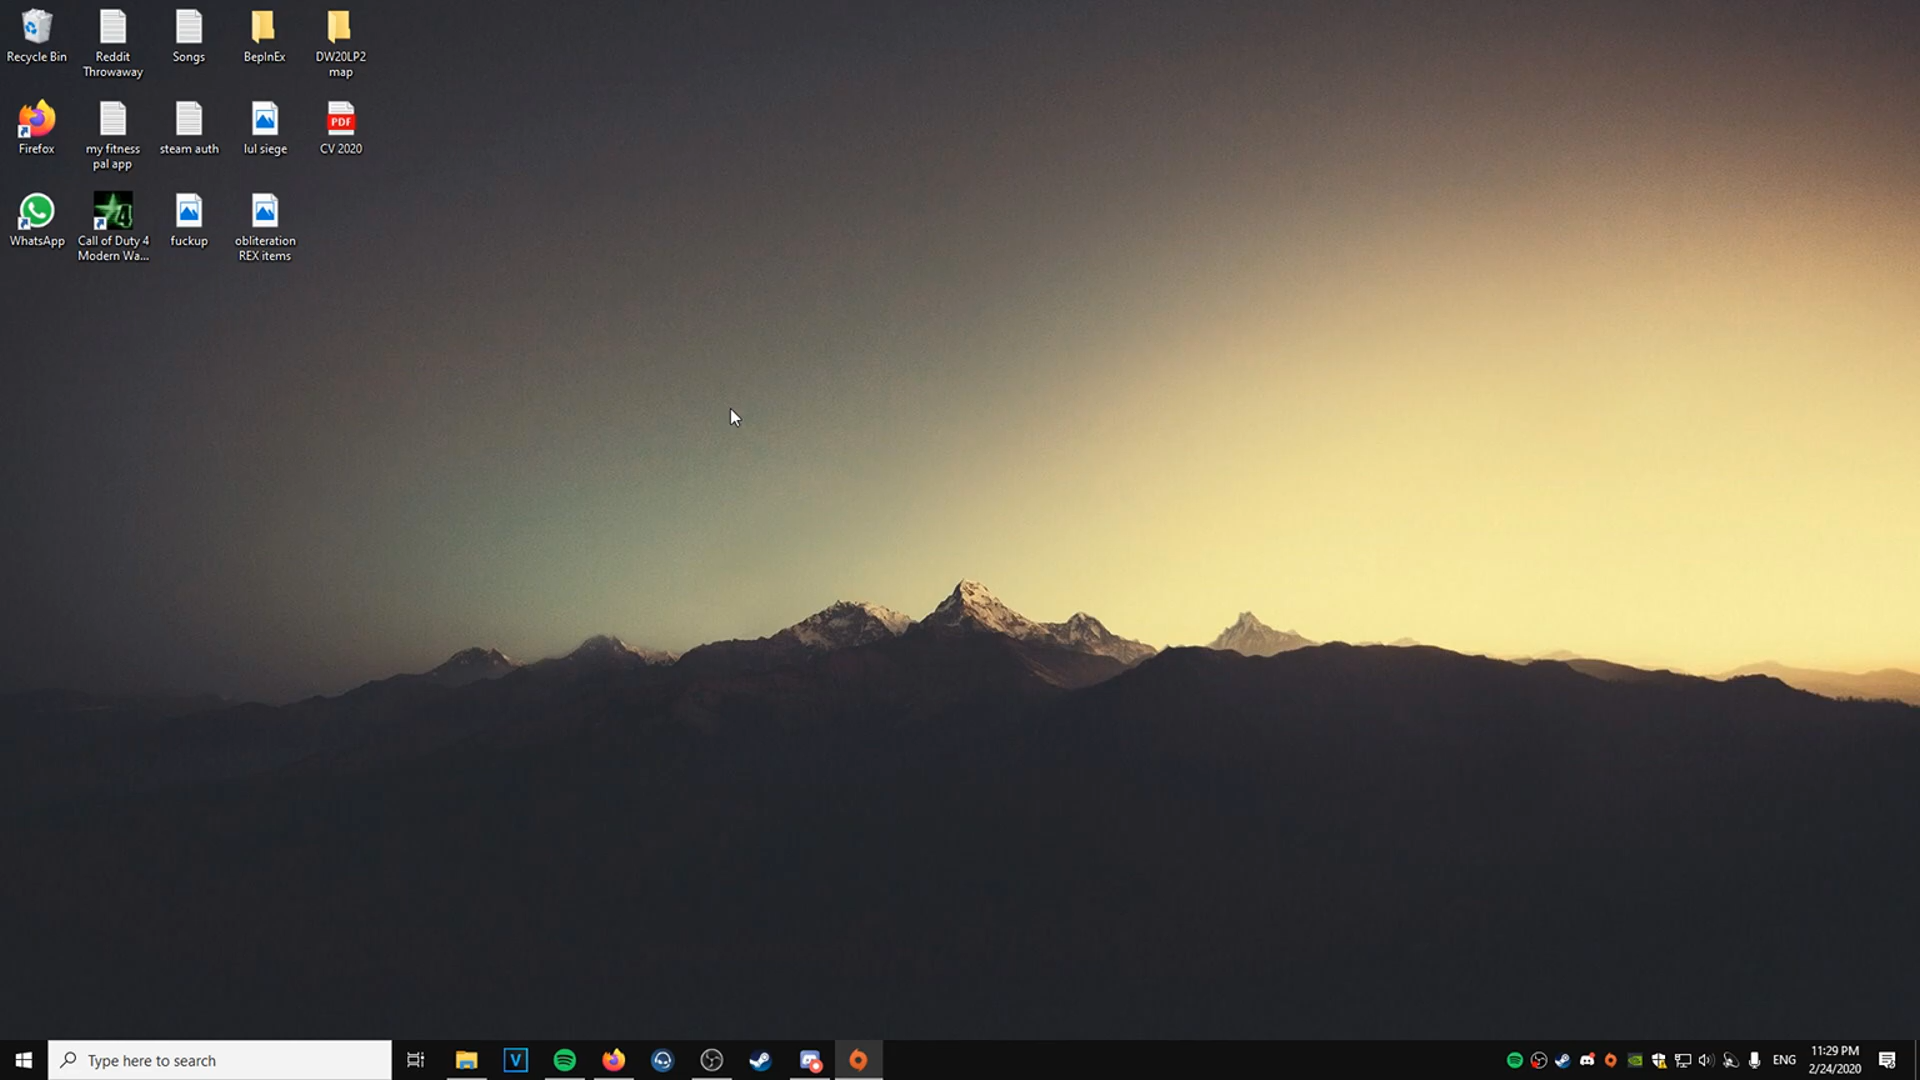 Recycle Bin
Reddit
Throwaway
Songs
BepInEx
DW20LP2
map
Firefox
my fitness
pal app
steam auth
lul siege
PDF
CV 2020
WhatsApp
4
Call of Duty 4
Modern Wa...
fuckup
obliteration
REX items
Type here to search
V
ENG
11:29 PM
2/24/2020